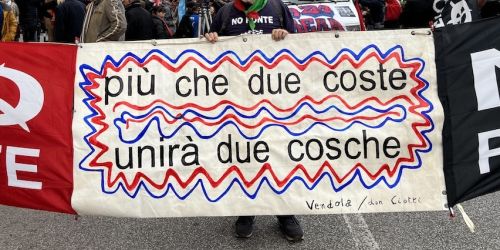 NO PONTE
più che due coste
unirà due cosche
Vendola / don Ciotti